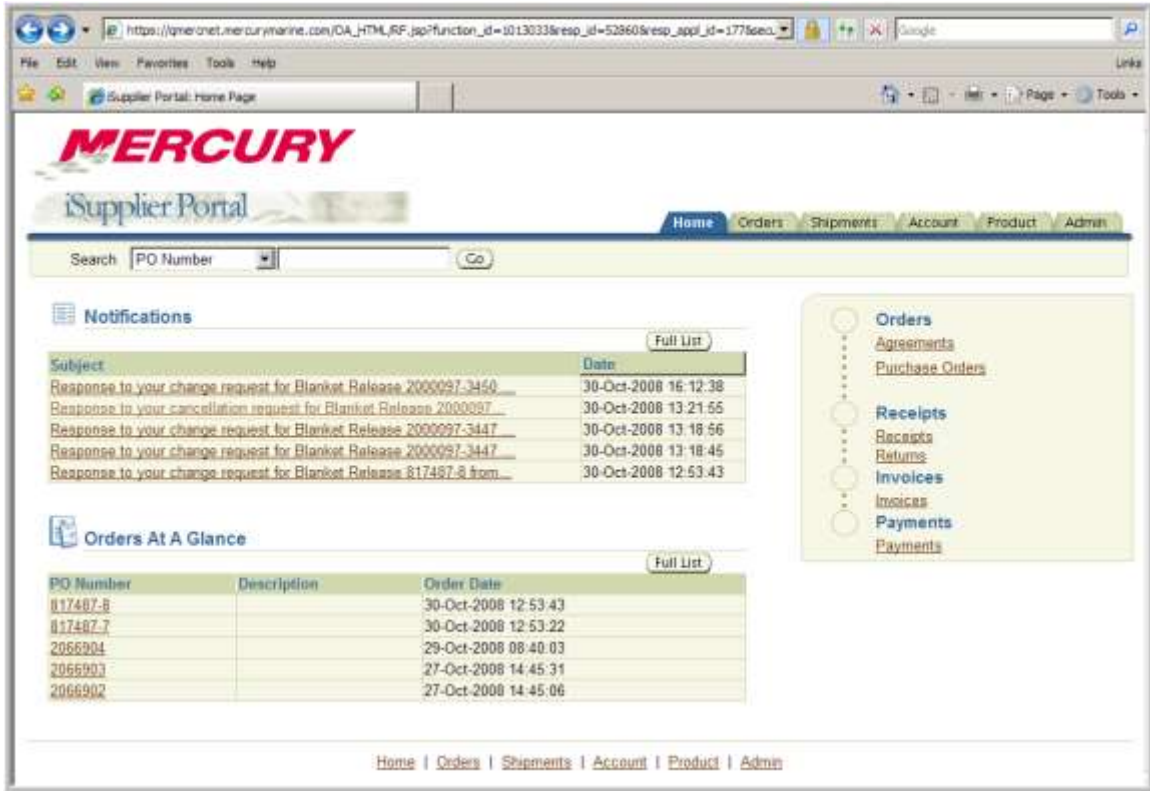 https://qmercnet.mercurymarine.com/OA_HTML/RF.jsp?function_id=1013033&resp_id=52860&resp_appl_id=177&sec
Google
File Edit View Favorites Tools Help
Links
iSupplier Portal: Home Page
Page
Tools
MERCURY
iSupplier Portal
Home Orders Shipments Account Product Admin
Search PO Number Go
Notifications
Full List
Subject Date
Response to your change request for Blanket Release 2000097-3450 ... 30-Oct-2008 16:12:38
Response to your cancellation request for Blanket Release 2000097 ... 30-Oct-2008 13:21:55
Response to your change request for Blanket Release 2000097-3447 ... 30-Oct-2008 13:18:56
Response to your change request for Blanket Release 2000097-3447 ... 30-Oct-2008 13:18:45
Response to your change request for Blanket Release 817487-8 from... 30-Oct-2008 12:53:43
Orders At A Glance
Full List
PO Number Description Order Date
817487-8 30-Oct-2008 12:53:43
817487-7 30-Oct-2008 12:53:22
2066904 29-Oct-2008 08:40:03
2066903 27-Oct-2008 14:45:31
2066902 27-Oct-2008 14:45:06
Orders
Agreements
Purchase Orders
Receipts
Receipts
Returns
Invoices
Invoices
Payments
Payments
Home | Orders | Shipments | Account | Product | Admin